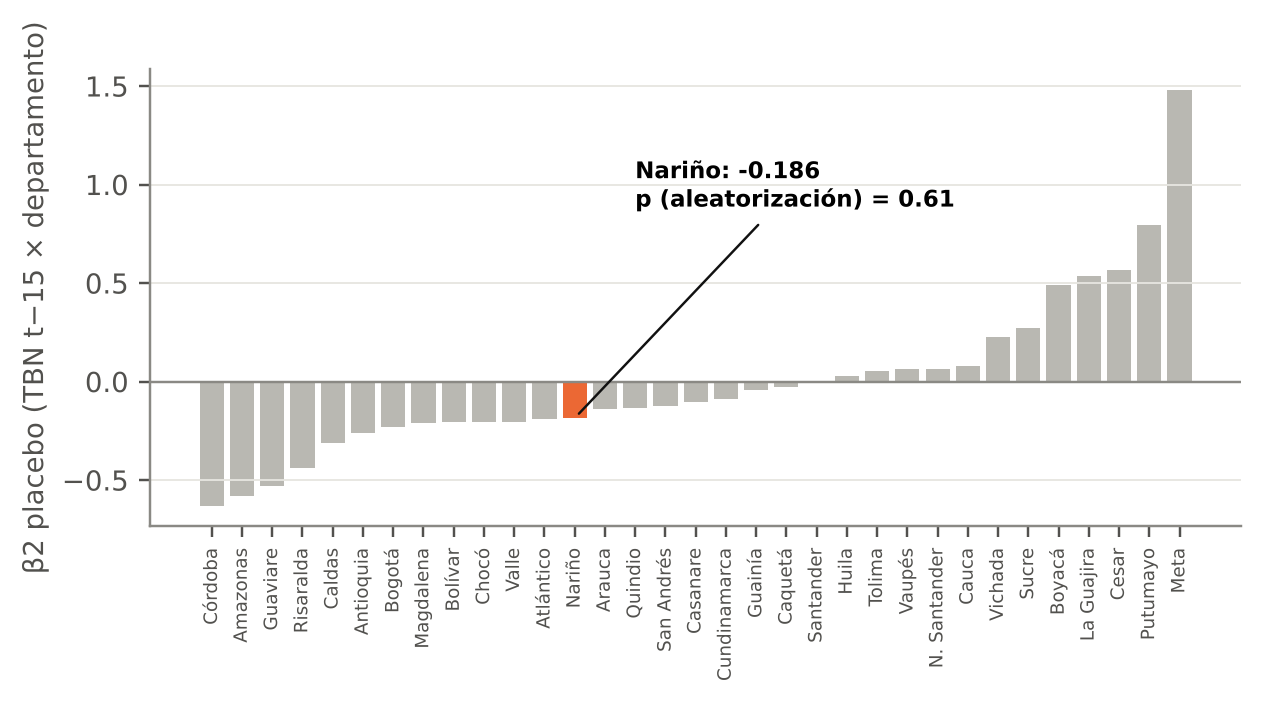 β2 placebo (TBN t−15 × departamento)
1.5
1.0
0.5
0.0
−0.5
Nariño: -0.186
p (aleatorización) = 0.61
Córdoba
Amazonas
Guaviare
Risaralda
Caldas
Antioquia
Bogotá
Magdalena
Bolívar
Chocó
Valle
Atlántico
Nariño
Arauca
Quindio
San Andrés
Casanare
Cundinamarca
Guainía
Caquetá
Santander
Huila
Tolima
Vaupés
N. Santander
Cauca
Vichada
Sucre
Boyacá
La Guajira
Cesar
Putumayo
Meta